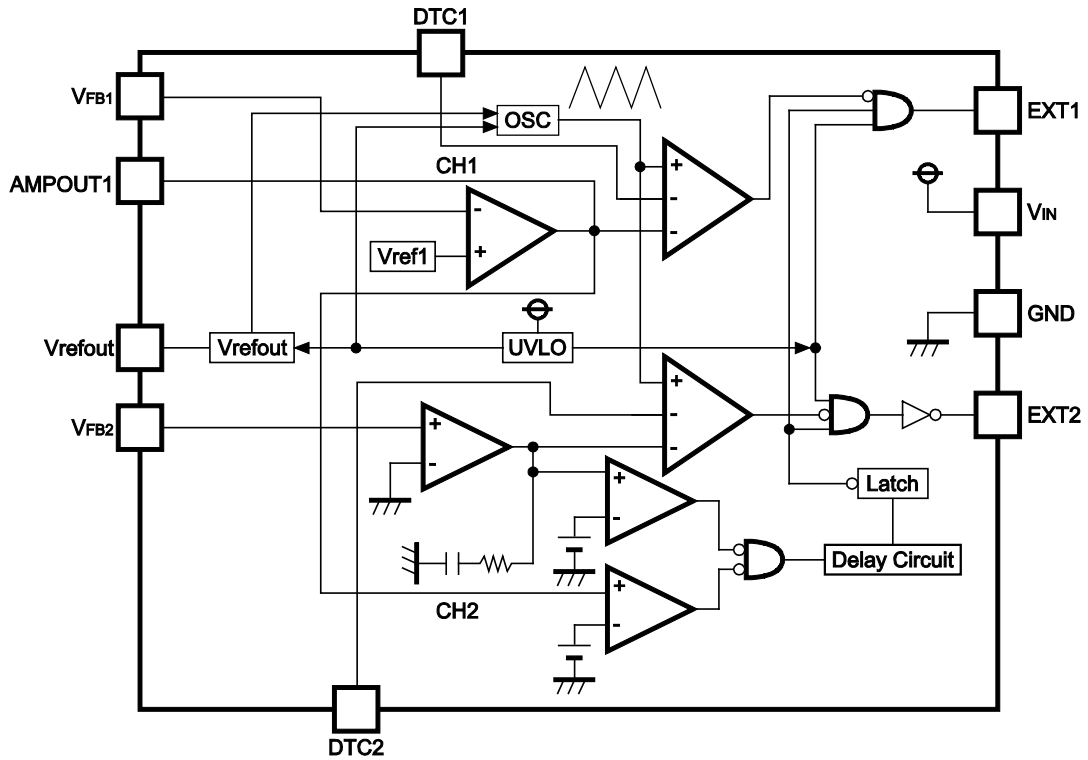 DTC1
VFB1
OSC
EXT1
AMPOUT1
CH1
+
-
-
-
+
Vref1
VIN
GND
Vrefout
Vrefout
UVLO
VFB2
+
-
-
+
-
EXT2
Latch
+
-
Delay Circuit
CH2
+
-
DTC2